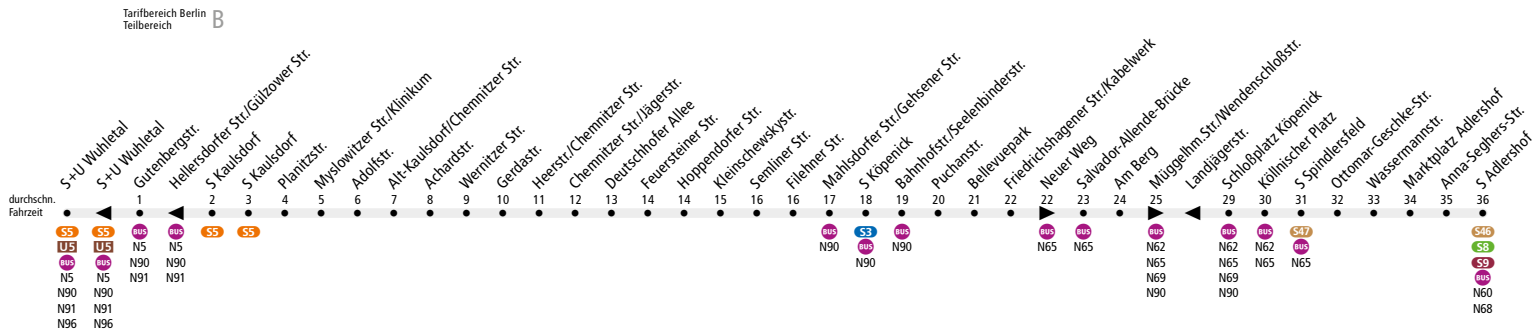 Tarifbereich Berlin
Teilbereich
B
S+U Wuhletal
S+U Wuhletal
Gutenbergstr.
Hellersdorfer Str./Gülzower Str.
S Kaulsdorf
S Kaulsdorf
Planitzstr.
Myslowitzer Str./Klinikum
Adolfstr.
Alt-Kaulsdorf/Chemnitzer Str.
Achardstr.
Wernitzer Str.
Gerdastr.
Heerstr./Chemnitzer Str.
Chemnitzer Str./Jägerstr.
Deutschhofer Allee
Feuersteiner Str.
Hoppendorfer Str.
Kleinschewskystr.
Semliner Str.
Filehner Str.
Mahlsdorfer Str./Gehsener Str.
S Köpenick
Bahnhofstr./Seelenbinderstr.
Puchanstr.
Bellevuepark
Friedrichshagener Str./Kabelwerk
Neuer Weg
Salvador-Allende-Brücke
Am Berg
Müggelhm.Str./Wendenschloßstr.
Landjägerstr.
Schloßplatz Köpenick
Köllnischer Platz
S Spindlersfeld
Ottomar-Geschke-Str.
Wassermannstr.
Marktplatz Adlershof
Anna-Seghers-Str.
S Adlershof
durchschn.
Fahrzeit
1 2 3 4 5 6 7 8 9 10 11 12 13 14 14 15 16 16 17 18 19 20 21 22 22 23 24 25 29 30 31 32 33 34 35 36
S5 S5 BUS BUS S5 S5 BUS S3 BUS BUS BUS BUS BUS BUS S47 S46
U5 U5 N5 N5 N90 BUS N90 N65 N65 N62 N62 N62 BUS S8
BUS BUS N90 N90 N90 N65 N65 N65 N65 S9
N5 N5 N91 N91 N69 N69 BUS
N90 N90 N90 N90 N60
N91 N91 N68
N96 N96